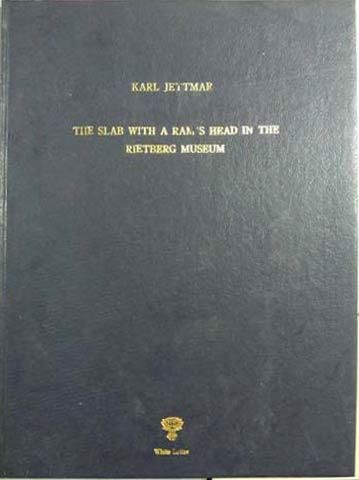 KARL JETTMAR
THE SLAB WITH A RAM'S HEAD IN THE
RIETBERG MUSEUM
White Lotus